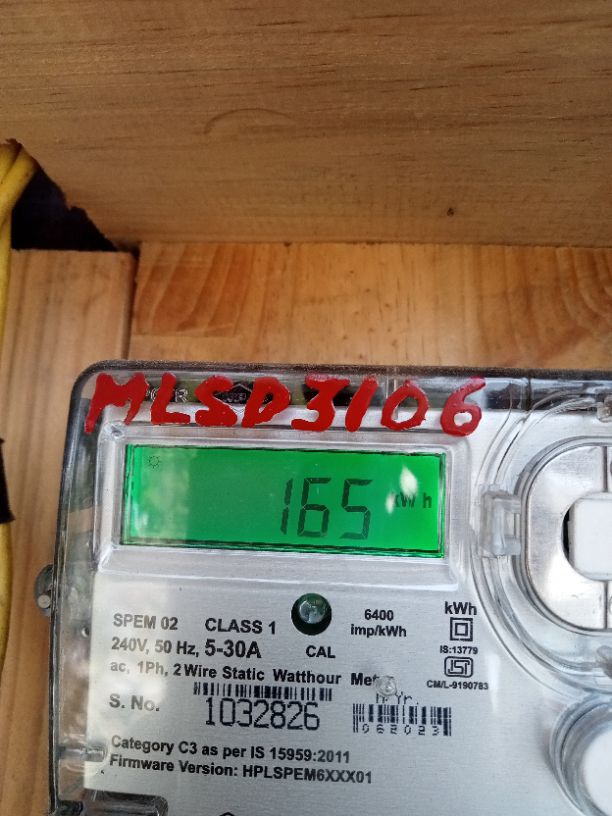 MLSP3106
165 kWh
SPEM 02 CLASS 1 6400 imp/kWh kWh
240V, 50 Hz, 5-30A CAL IS:13779
ac, 1Ph, 2 Wire Static Watthour
CM/L-9190783
S. No. 1032826
062023
Category C3 as per IS 15959:2011
Firmware Version: HPLSPEM6XXX01